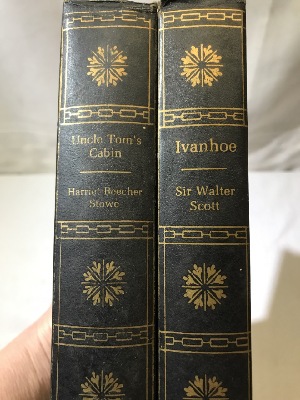 Uncle Tom's
Cabin
Harriet Beecher
Stowe
Ivanhoe
Sir Walter
Scott